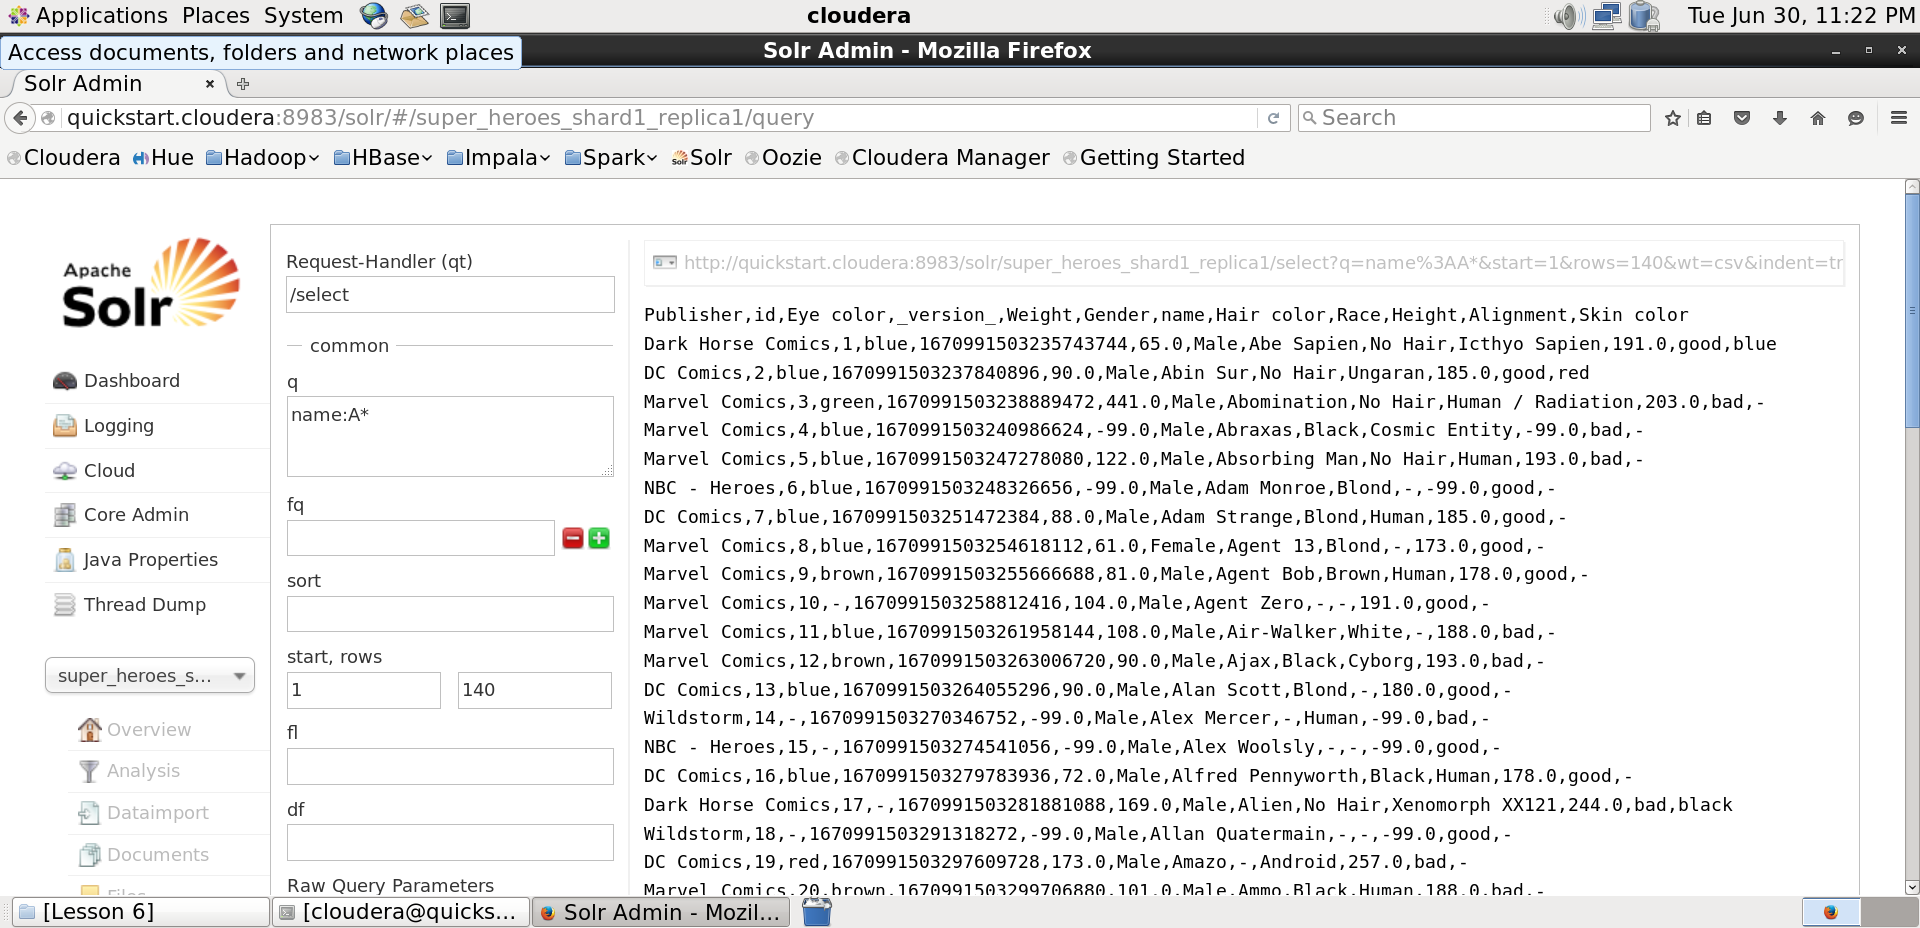 Applications Places System cloudera Tue Jun 30, 11:22 PM
Access documents, folders and network places
Solr Admin - Mozilla Firefox
Solr Admin
quickstart.cloudera:8983/solr/#/super_heroes_shard1_replica1/query Search
Cloudera Hue Hadoop HBase Impala Spark Solr Oozie Cloudera Manager Getting Started
Apache
Solr
Dashboard
Logging
Cloud
Core Admin
Java Properties
Thread Dump
super_heroes_s...
Overview
Analysis
Dataimport
Documents
Files
Request-Handler (qt)
/select
common
q
name:A*
fq
sort
start, rows
1 140
fl
df
Raw Query Parameters
http://quickstart.cloudera:8983/solr/super_heroes_shard1_replica1/select?q=name%3AA*&start=1&rows=140&wt=csv&indent=tr
Publisher,id,Eye color,_version_,Weight,Gender,name,Hair color,Race,Height,Alignment,Skin color
Dark Horse Comics,1,blue,1670991503235743744,65.0,Male,Abe Sapien,No Hair,Icthyo Sapien,191.0,good,blue
DC Comics,2,blue,1670991503237840896,90.0,Male,Abin Sur,No Hair,Ungaran,185.0,good,red
Marvel Comics,3,green,1670991503238889472,441.0,Male,Abomination,No Hair,Human / Radiation,203.0,bad,-
Marvel Comics,4,blue,1670991503240986624,-99.0,Male,Abraxas,Black,Cosmic Entity,-99.0,bad,-
Marvel Comics,5,blue,1670991503247278080,122.0,Male,Absorbing Man,No Hair,Human,193.0,bad,-
NBC - Heroes,6,blue,1670991503248326656,-99.0,Male,Adam Monroe,Blond,-,-99.0,good,-
DC Comics,7,blue,1670991503251472384,88.0,Male,Adam Strange,Blond,Human,185.0,good,-
Marvel Comics,8,blue,1670991503254618112,61.0,Female,Agent 13,Blond,-,173.0,good,-
Marvel Comics,9,brown,1670991503255666688,81.0,Male,Agent Bob,Brown,Human,178.0,good,-
Marvel Comics,10,-,1670991503258812416,104.0,Male,Agent Zero,-,-,191.0,good,-
Marvel Comics,11,blue,1670991503261958144,108.0,Male,Air-Walker,White,-,188.0,bad,-
Marvel Comics,12,brown,1670991503263006720,90.0,Male,Ajax,Black,Cyborg,193.0,bad,-
DC Comics,13,blue,1670991503264055296,90.0,Male,Alan Scott,Blond,-,180.0,good,-
Wildstorm,14,-,1670991503270346752,-99.0,Male,Alex Mercer,-,Human,-99.0,bad,-
NBC - Heroes,15,-,1670991503274541056,-99.0,Male,Alex Woolsly,-,-,-99.0,good,-
DC Comics,16,blue,1670991503279783936,72.0,Male,Alfred Pennyworth,Black,Human,178.0,good,-
Dark Horse Comics,17,-,1670991503281881088,169.0,Male,Alien,No Hair,Xenomorph XX121,244.0,bad,black
Wildstorm,18,-,1670991503291318272,-99.0,Male,Allan Quatermain,-,-,-99.0,good,-
DC Comics,19,red,1670991503297609728,173.0,Male,Amazo,-,Android,257.0,bad,-
Marvel Comics,20,brown,1670991503299706880,101.0,Male,Ammo,Black,Human,188.0,bad,-
[Lesson 6] [cloudera@quicks... Solr Admin - Mozil...